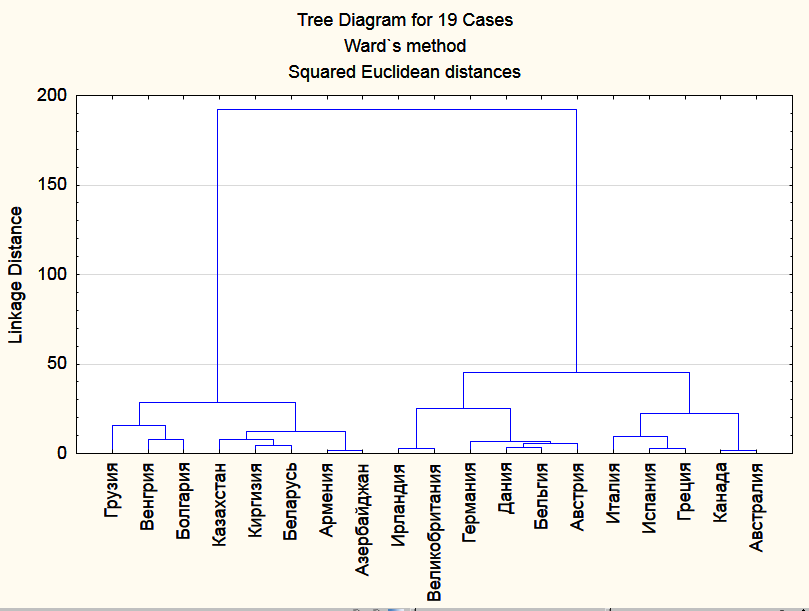 Tree Diagram for 19 Cases
Ward`s method
Squared Euclidean distances
Linkage Distance
200
150
100
50
0
Грузия
Венгрия
Болгария
Казахстан
Киргизия
Беларусь
Армения
Азербайджан
Ирландия
Великобритания
Германия
Дания
Бельгия
Австрия
Италия
Испания
Греция
Канада
Австралия